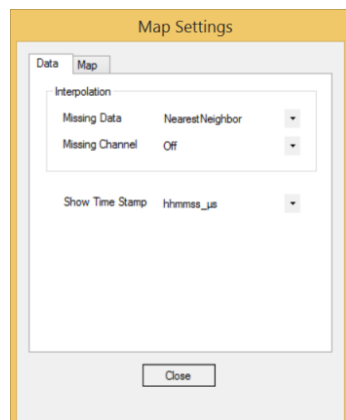 Map Settings
Data Map
Interpolation
Missing Data NearestNeighbor
Missing Channel Off
Show Time Stamp hhmmss_µs
Close